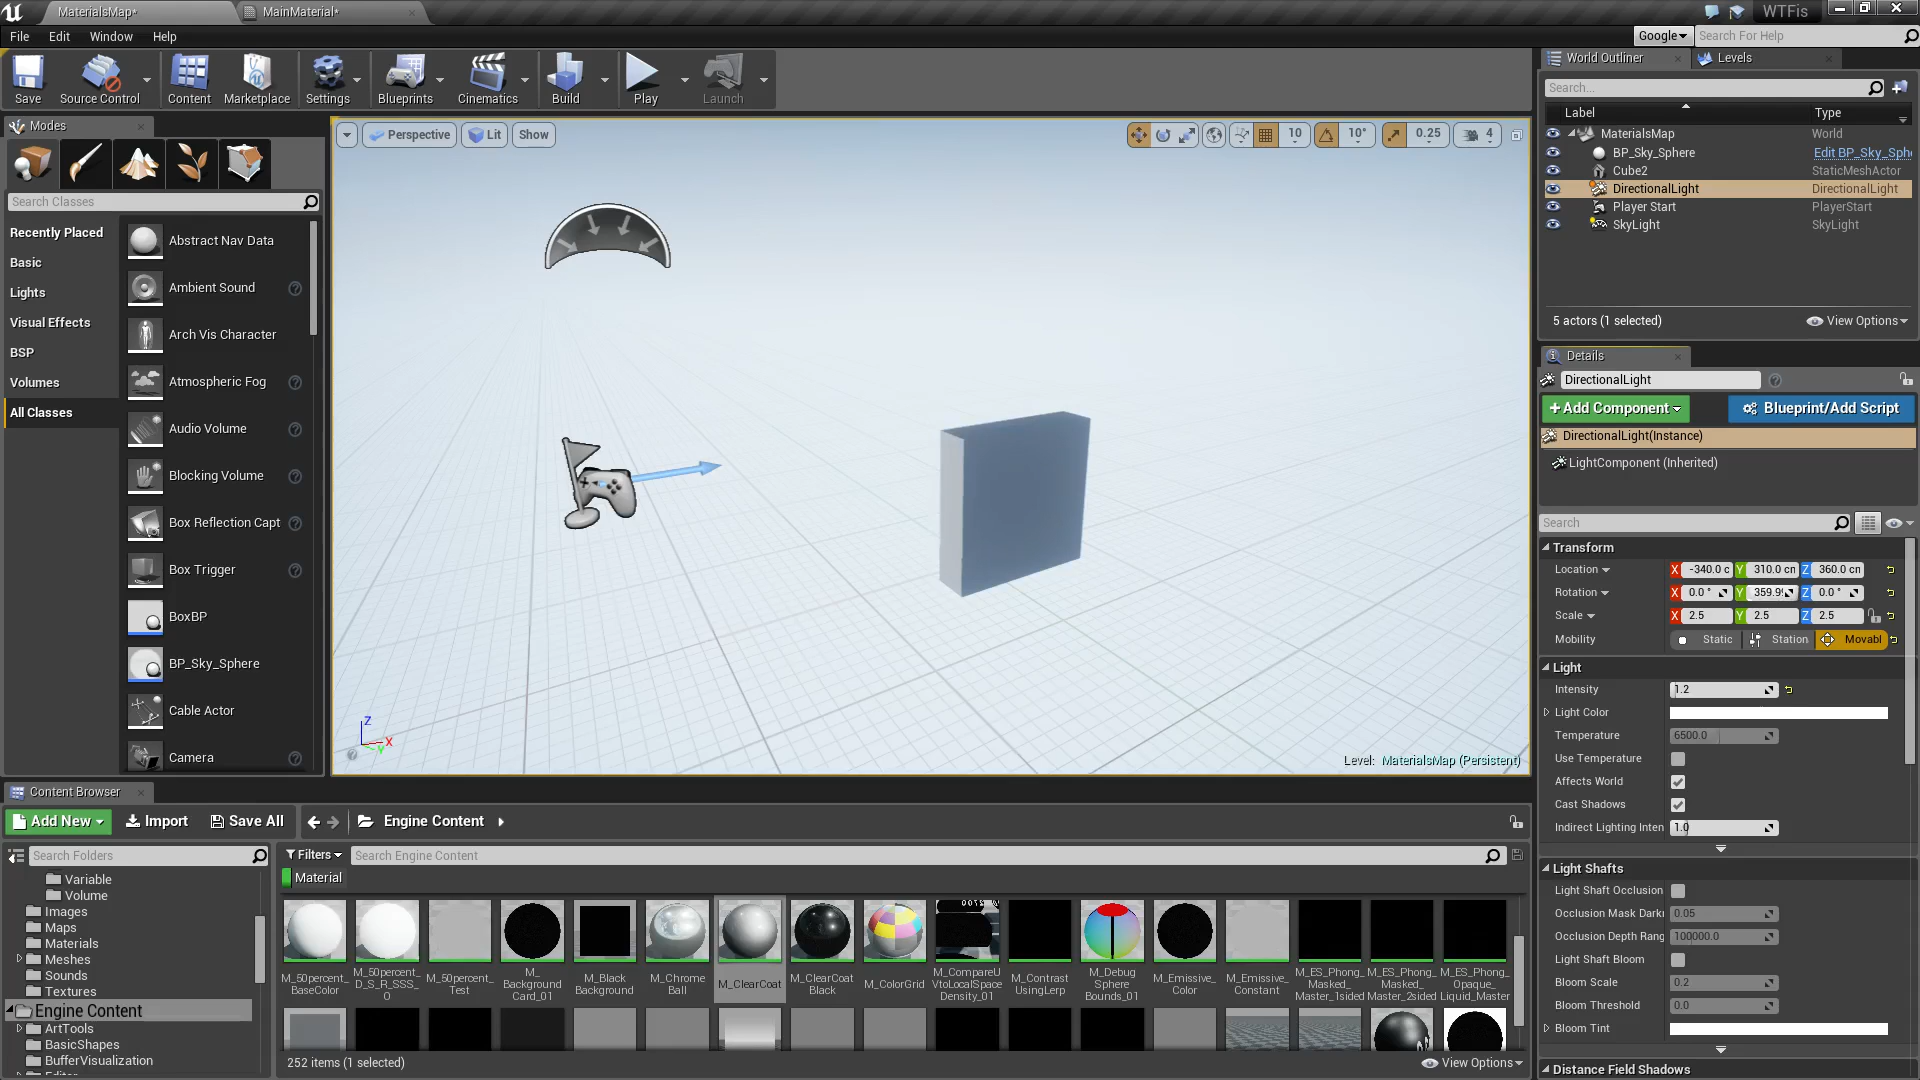 MaterialsMap*
MainMaterial*
WTFis
File
Edit
Window
Help
Google
Search For Help
Save
Source Control
Content
Marketplace
Settings
Blueprints
Cinematics
Build
Play
Launch
Modes
Search Classes
Recently Placed
Basic
Lights
Visual Effects
BSP
Volumes
All Classes
Abstract Nav Data
Ambient Sound
Arch Vis Character
Atmospheric Fog
Audio Volume
Blocking Volume
Box Reflection Capt
Box Trigger
BoxBP
BP_Sky_Sphere
Cable Actor
Camera
Perspective
Lit
Show
10
10°
0.25
4
Z
X
Y
Level: MaterialsMap (Persistent)
World Outliner
Levels
Search...
Label
Type
MaterialsMap
World
BP_Sky_Sphere
Edit BP_Sky_Sph
Cube2
StaticMeshActor
DirectionalLight
DirectionalLight
Player Start
PlayerStart
SkyLight
SkyLight
5 actors (1 selected)
View Options
Details
DirectionalLight
+Add Component
Blueprint/Add Script
DirectionalLight(Instance)
LightComponent (Inherited)
Search
Transform
Location X -340.0 c Y 310.0 cn Z 360.0 cn
Rotation X 0.0 ° Y 359.9 Z 0.0 °
Scale X 2.5 Y 2.5 Z 2.5
Mobility Static Station Movabl
Light
Intensity 1.2
Light Color
Temperature 6500.0
Use Temperature
Affects World
Cast Shadows
Indirect Lighting Inten 1.0
Light Shafts
Light Shaft Occlusion
Occlusion Mask Dark 0.05
Occlusion Depth Rang 100000.0
Light Shaft Bloom
Bloom Scale 0.2
Bloom Threshold 0.0
Bloom Tint
Distance Field Shadows
Content Browser
Add New
Import
Save All
Engine Content
Search Folders
Variable
Volume
Images
Maps
Materials
Meshes
Sounds
Textures
Engine Content
ArtTools
BasicShapes
BufferVisualization
Filters
Search Engine Content
Material
M_50percent_
BaseColor
M_50percent_
D_S_R_SSS_
O
M_50percent_
Test
M_
Background
Card_01
M_Black
Background
M_Chrome
Ball
M_ClearCoat
M_ClearCoat
Black
M_ColorGrid
M_CompareU
VtoLocalSpace
Density_01
M_Contrast
UsingLerp
M_Debug
Sphere
Bounds_01
M_Emissive_
Color
M_Emissive_
Constant
M_ES_Phong_
Masked_
Master_1sided
M_ES_Phong_
Masked_
Master_2sided
M_ES_Phong_
Opaque_
Liquid_Master
252 items (1 selected)
View Options